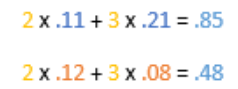 2 x .11 + 3 x .21 = .85
2 x .12 + 3 x .08 = .48